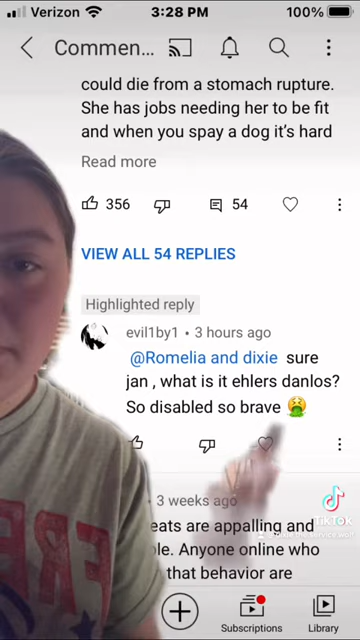 Verizon 3:28 PM 100%
Commen...
could die from a stomach rupture.
She has jobs needing her to be fit
and when you spay a dog it's hard
Read more
356 54
VIEW ALL 54 REPLIES
Highlighted reply
evil1by1 • 3 hours ago
@Romelia and dixie sure
jan , what is it ehlers danlos?
So disabled so brave 🤮
• 3 weeks ago
TikTok
eats are appalling and
Anyone online who
that behavior are
Subscriptions Library